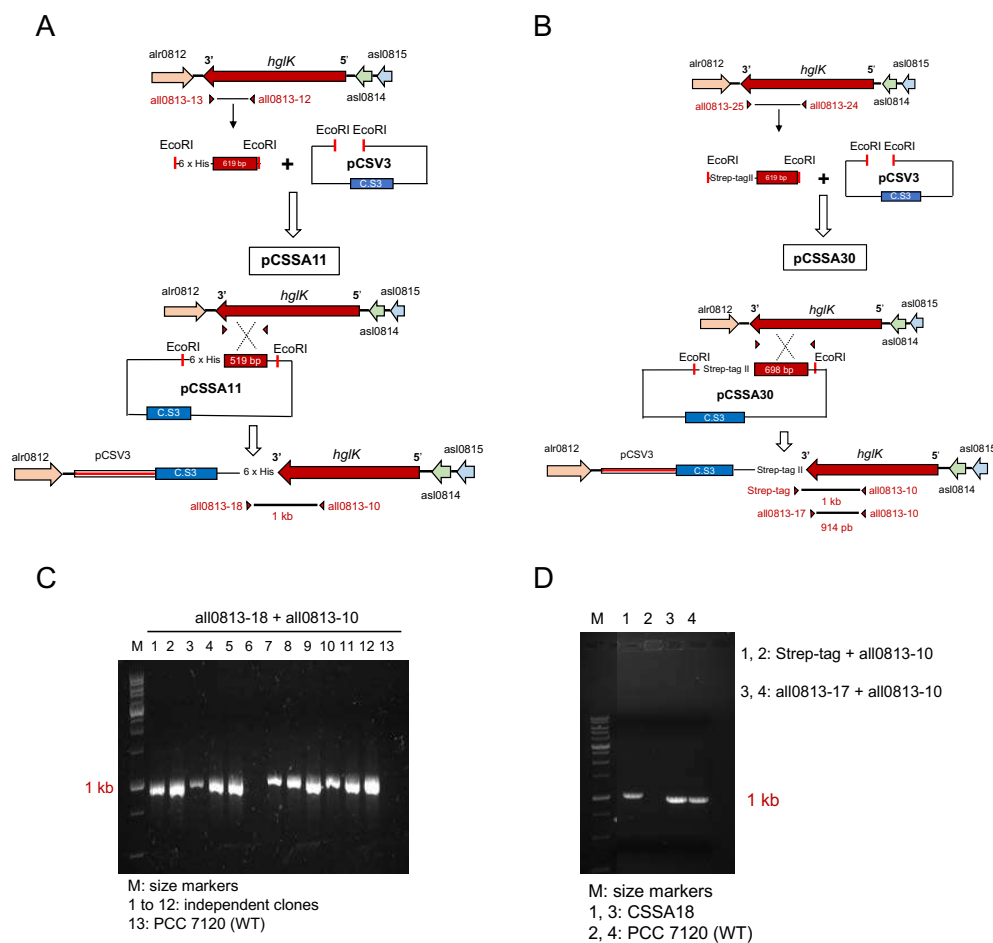 A
alr0812
3’
hglK
5’
asl0815
asl0814
all0813-13
all0813-12
EcoRI
EcoRI
EcoRI
EcoRI
6 x His
619 bp
+
pCSV3
C.S3
pCSSA11
alr0812
3’
hglK
5’
asl0815
asl0814
EcoRI
6 x His
519 bp
EcoRI
pCSSA11
C.S3
alr0812
pCSV3
C.S3
6 x His
3’
hglK
5’
asl0815
asl0814
all0813-18
all0813-10
1 kb
B
alr0812
3’
hglK
5’
asl0815
asl0814
all0813-25
all0813-24
EcoRI
EcoRI
EcoRI
EcoRI
Strep-tagII
619 bp
+
pCSV3
C.S3
pCSSA30
alr0812
3’
hglK
5’
asl0815
asl0814
EcoRI
Strep-tag II
698 bp
EcoRI
pCSSA30
C.S3
alr0812
pCSV3
C.S3
Strep-tag II
3’
hglK
5’
asl0815
asl0814
Strep-tag
all0813-10
1 kb
all0813-17
all0813-10
914 pb
C
all0813-18 + all0813-10
M 1 2 3 4 5 6 7 8 9 10 11 12 13
1 kb
M: size markers
1 to 12: independent clones
13: PCC 7120 (WT)
D
M 1 2 3 4
1, 2: Strep-tag + all0813-10
3, 4: all0813-17 + all0813-10
1 kb
M: size markers
1, 3: CSSA18
2, 4: PCC 7120 (WT)